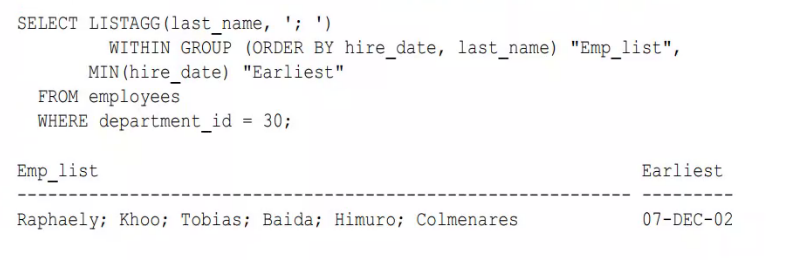 SELECT LISTAGG(last_name, '; ')
WITHIN GROUP (ORDER BY hire_date, last_name) "Emp_list",
MIN(hire_date) "Earliest"
FROM employees
WHERE department_id = 30;
Emp_list Earliest
------------------------------------------------------------ ---------
Raphaely; Khoo; Tobias; Baida; Himuro; Colmenares 07-DEC-02